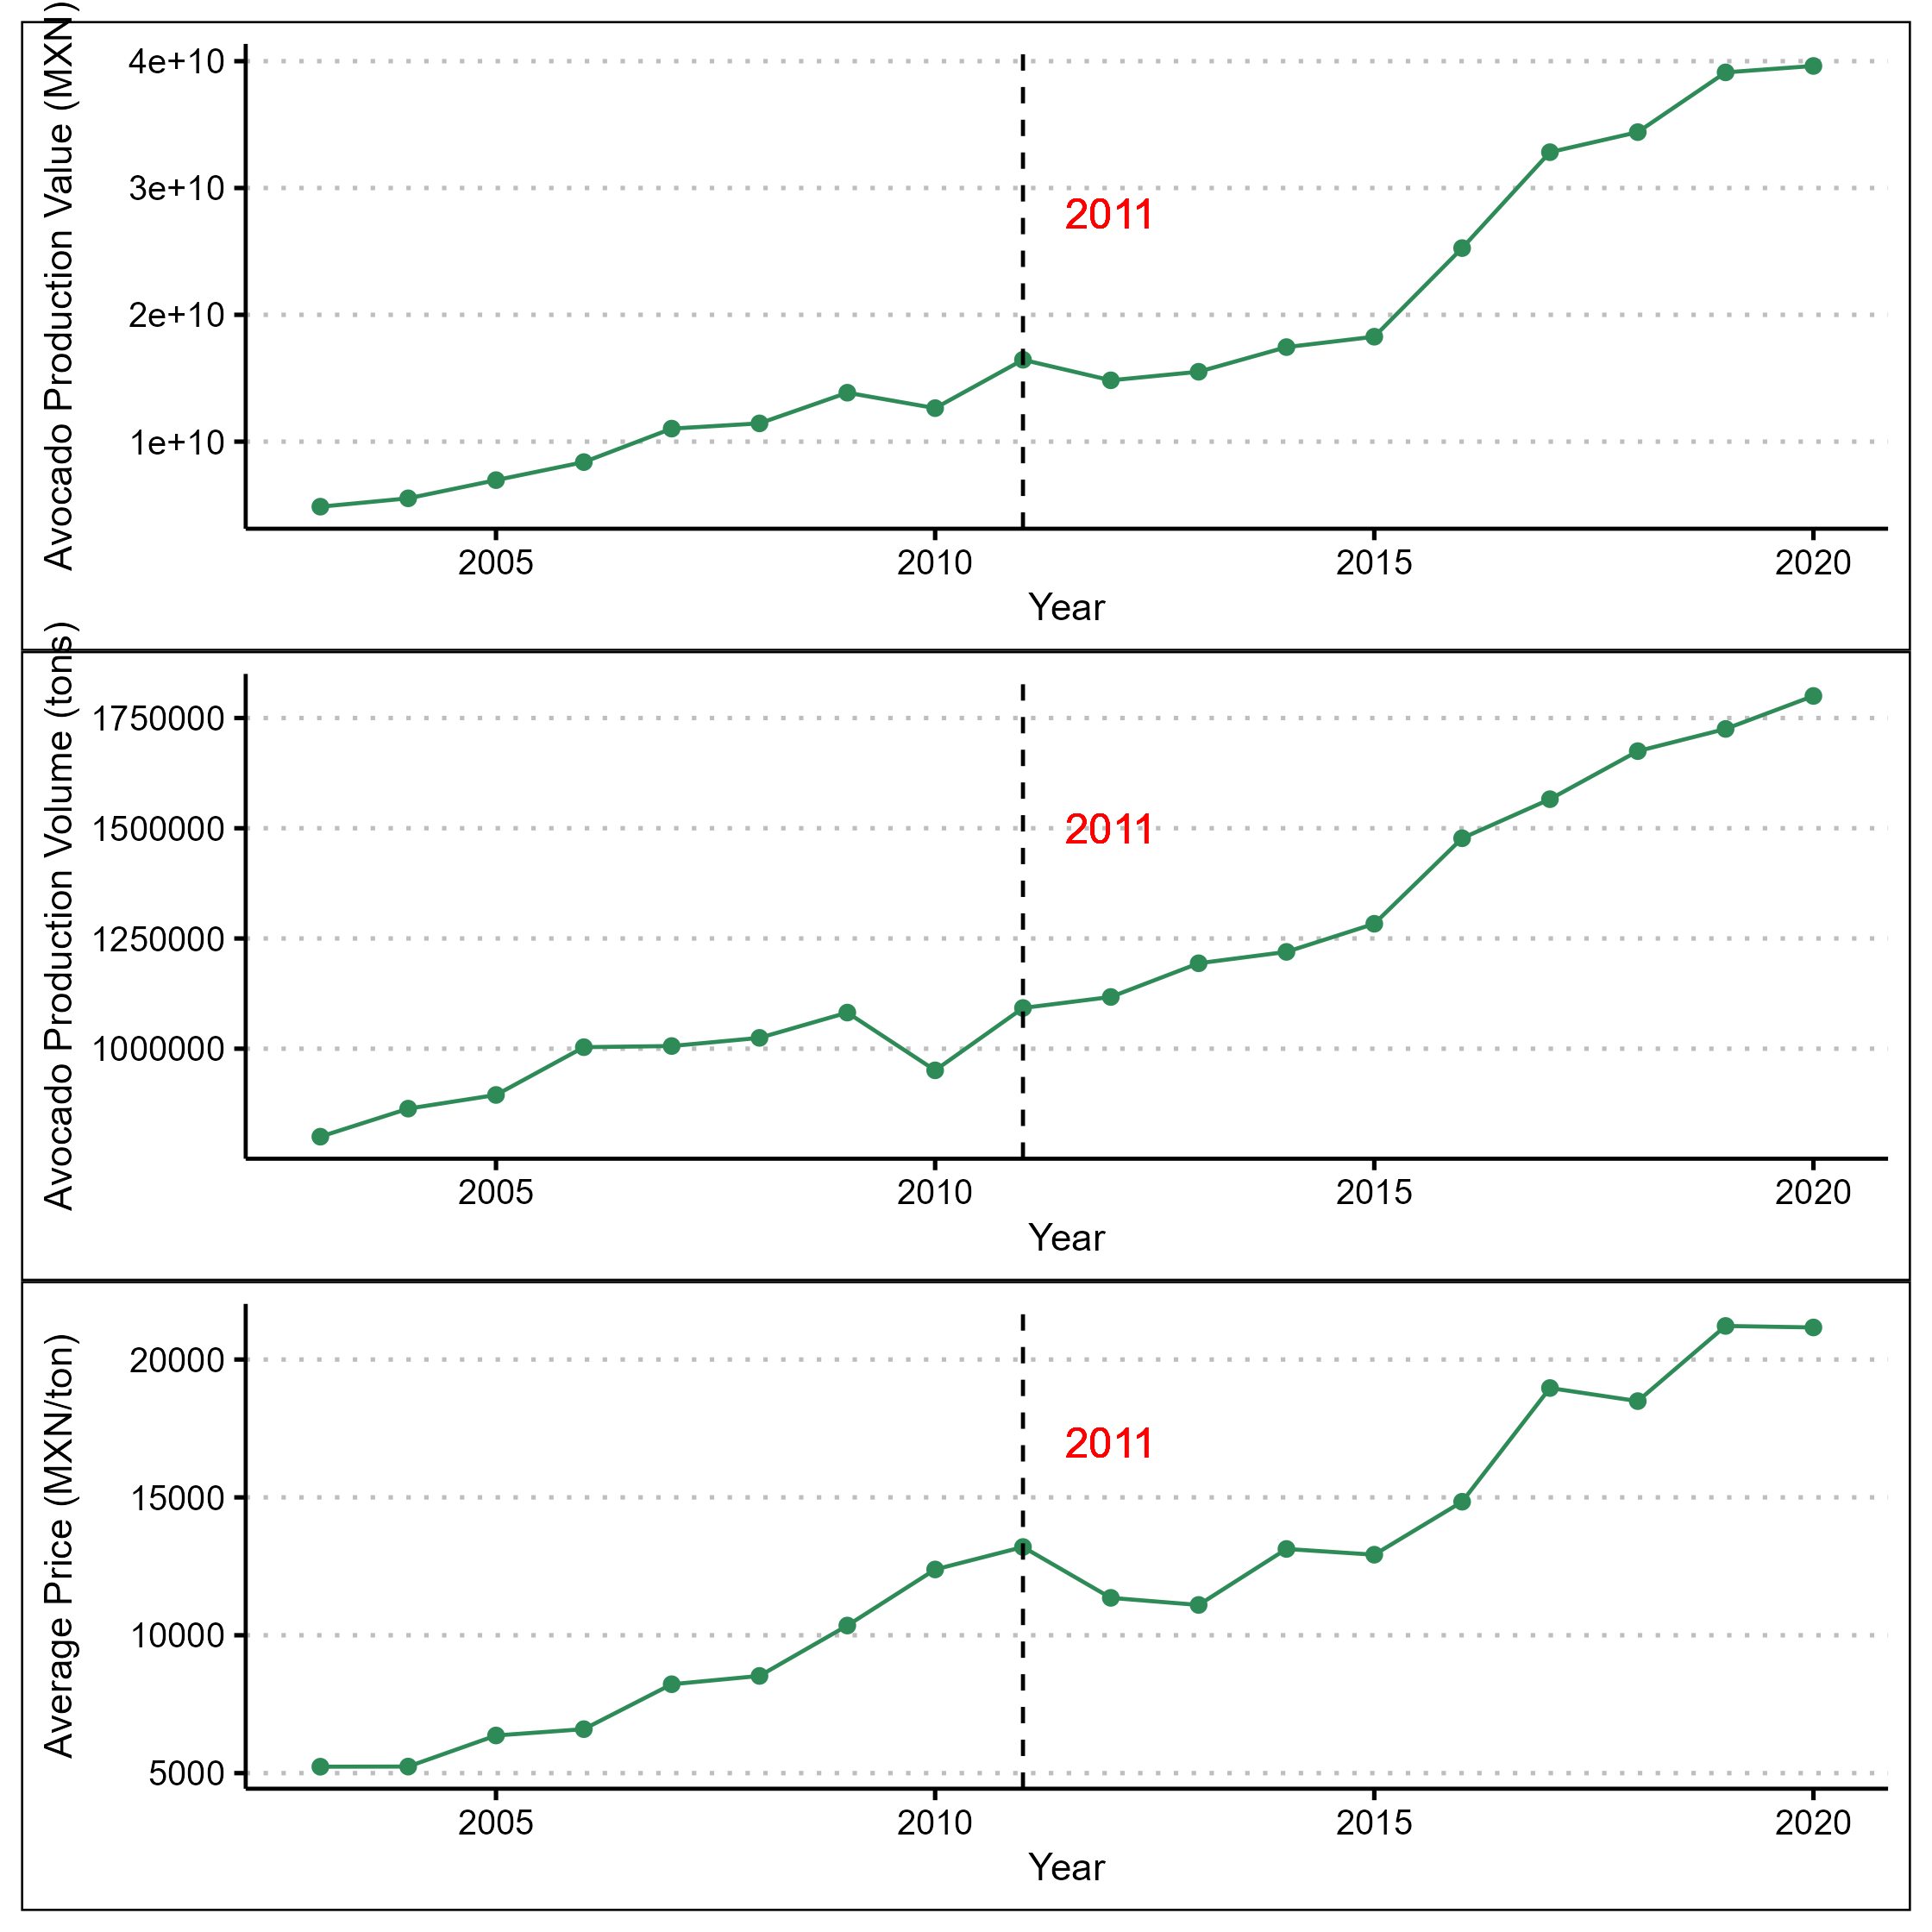 Avocado Production Value (MXN)
4e+10
3e+10
2e+10
1e+10
2011
2005 2010 2015 2020
Year
Avocado Production Volume (tons)
1750000
1500000
1250000
1000000
2011
2005 2010 2015 2020
Year
Average Price (MXN/ton)
20000
15000
10000
5000
2011
2005 2010 2015 2020
Year